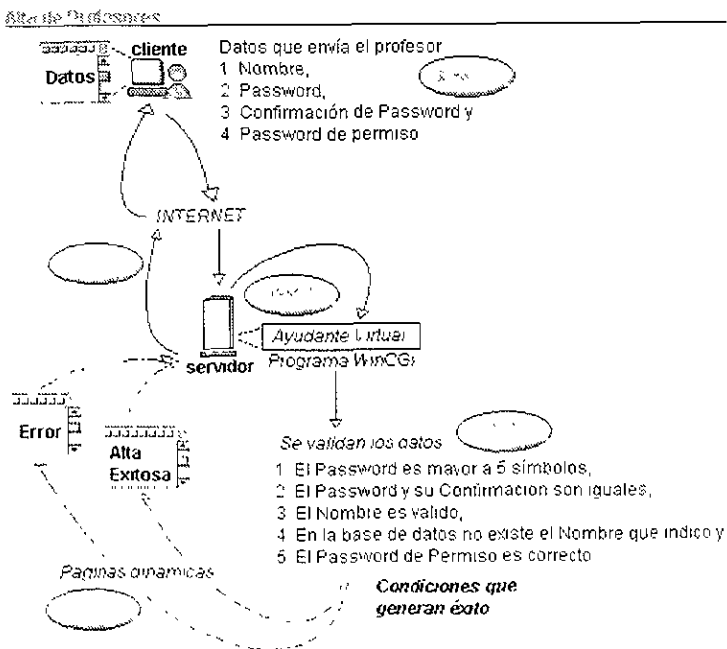 Alta de Profesores
cliente
Datos
Datos que envía el profesor
1 Nombre,
2 Password,
3 Confirmación de Password y
4 Password de permiso
INTERNET
servidor
Ayudante Virtual
Programa WinCGI
Error
Alta
Exitosa
Se validan los datos
1 El Password es mayor a 5 símbolos,
2 El Password y su Confirmacion son iguales,
3 El Nombre es valido,
4 En la base de datos no existe el Nombre que indico y
5 El Password de Permiso es correcto
Paginas dinamicas
Condiciones que
generan éxito